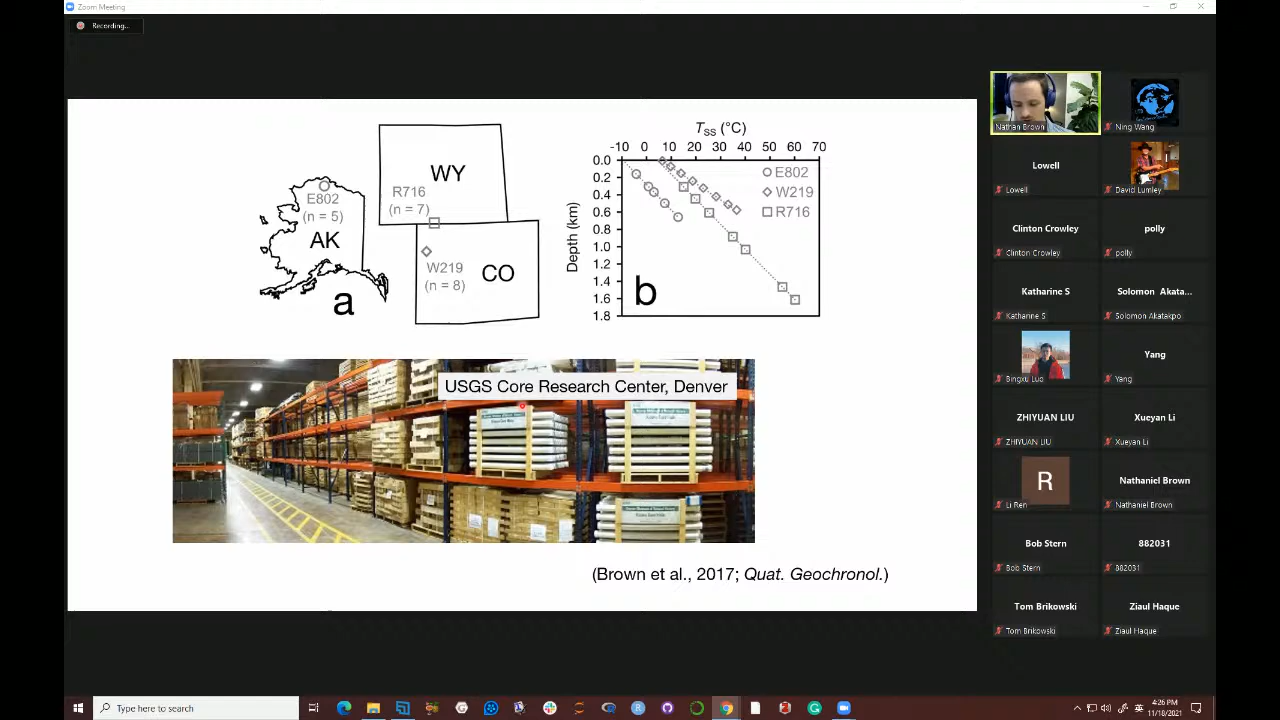 Zoom Meeting
Recording...
WY
R716
(n = 7)
E802
(n = 5)
AK
a
W219
(n = 8)
CO
Tss (°C)
-10 0 10 20 30 40 50 60 70
0.0
0.2
0.4
0.6
0.8
1.0
1.2
1.4
1.6
1.8
Depth (km)
E802
W219
R716
b
USGS Core Research Center, Denver
(Brown et al., 2017; Quat. Geochronol.)
Nathan Brown
Ning Wang
Lowell
Lowell
David Lumley
Clinton Crowley
Clinton Crowley
polly
polly
Katharine S
Katharine S
Solomon Akata...
Solomon Akatakpo
Bingxu Luo
Yang
Yang
ZHIYUAN LIU
ZHIYUAN LIU
Xueyan Li
Xueyan Li
R
Li Ren
Nathaniel Brown
Nathaniel Brown
Bob Stern
Bob Stern
882031
882031
Tom Brikowski
Tom Brikowski
Ziaul Haque
Ziaul Haque
Type here to search
4:26 PM
11/18/2021